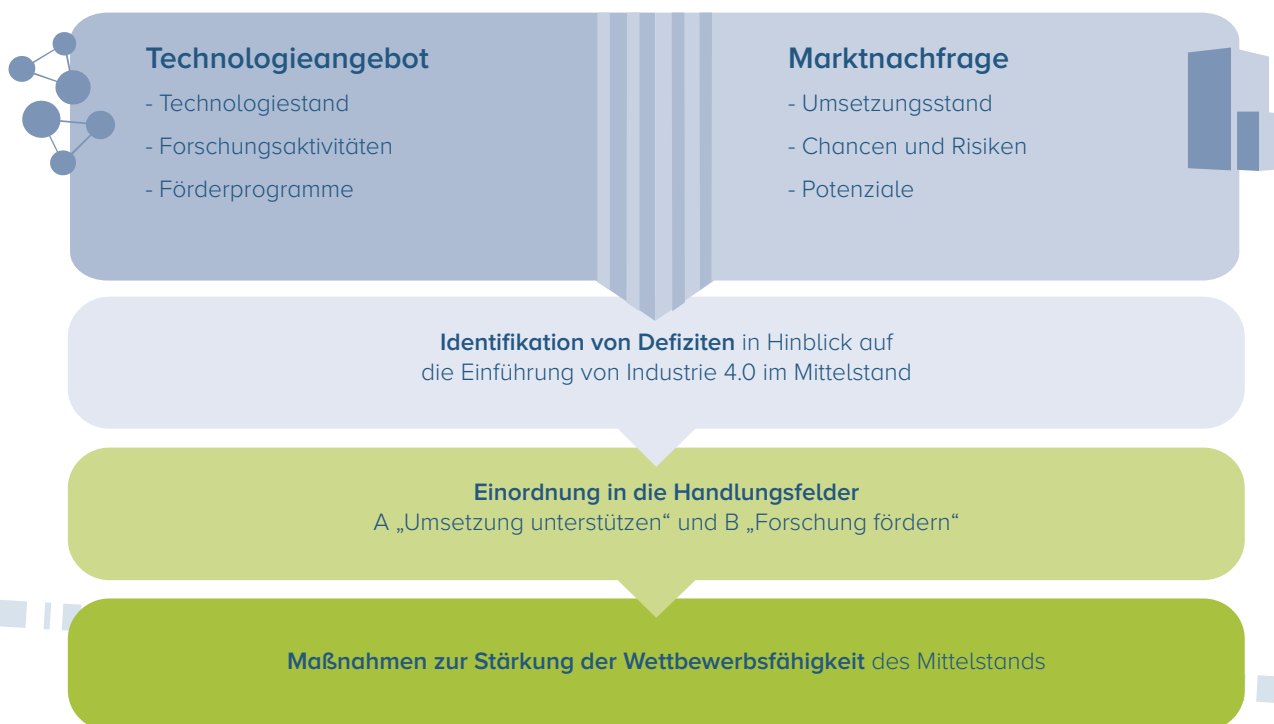 Technologieangebot
- Technologiestand
- Forschungsaktivitäten
- Förderprogramme
Marktnachfrage
- Umsetzungsstand
- Chancen und Risiken
- Potenziale
Identifikation von Defiziten in Hinblick auf
die Einführung von Industrie 4.0 im Mittelstand
Einordnung in die Handlungsfelder
A „Umsetzung unterstützen“ und B „Forschung fördern“
Maßnahmen zur Stärkung der Wettbewerbsfähigkeit des Mittelstands